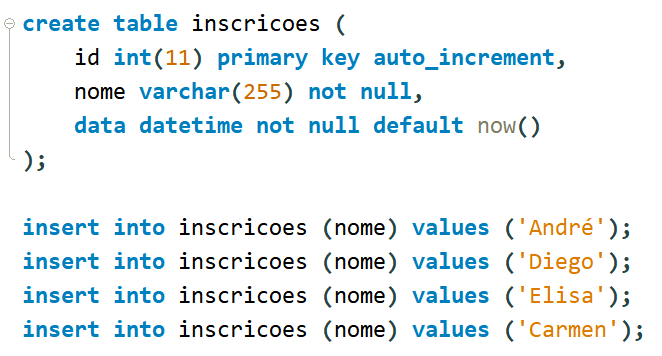 create table inscricoes (
    id int(11) primary key auto_increment,
    nome varchar(255) not null,
    data datetime not null default now()
);
insert into inscricoes (nome) values ('André');
insert into inscricoes (nome) values ('Diego');
insert into inscricoes (nome) values ('Elisa');
insert into inscricoes (nome) values ('Carmen');